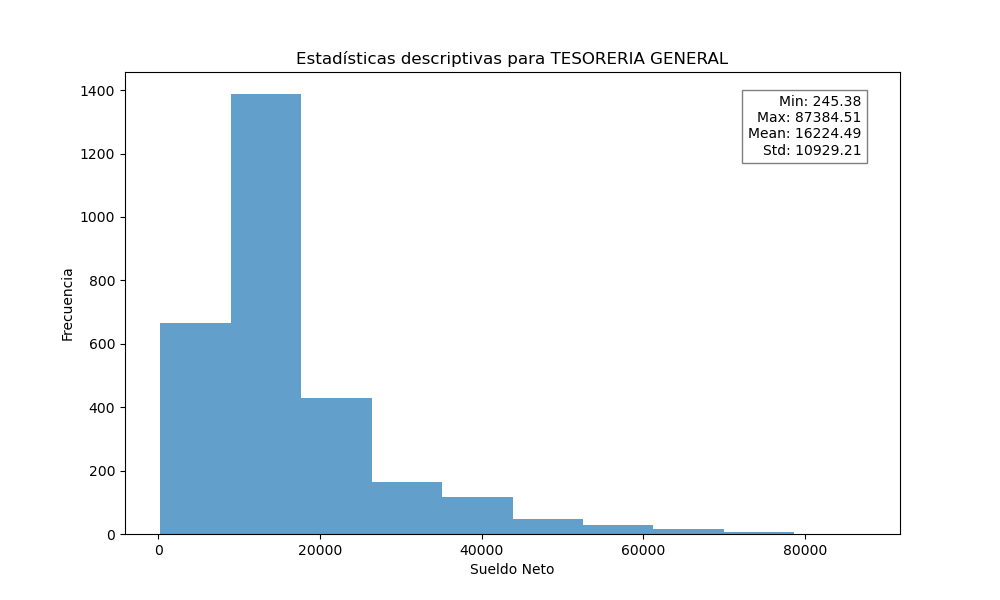 Estadísticas descriptivas para TESORERIA GENERAL
Min: 245.38
Max: 87384.51
Mean: 16224.49
Std: 10929.21
1400
1200
1000
800
600
400
200
0
Frecuencia
0 20000 40000 60000 80000
Sueldo Neto